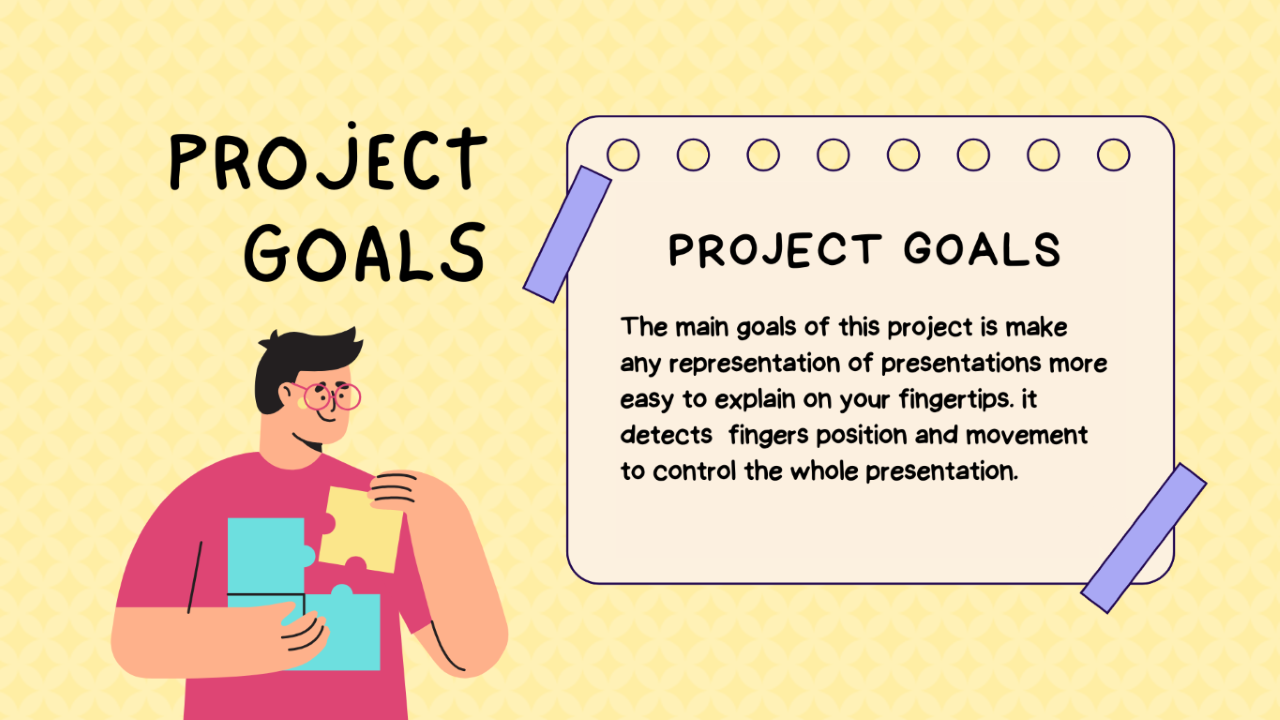 PROJECT
GOALS
PROJECT GOALS
The main goals of this project is make
any representation of presentations more
easy to explain on your fingertips. it
detects  fingers position and movement
to control the whole presentation.